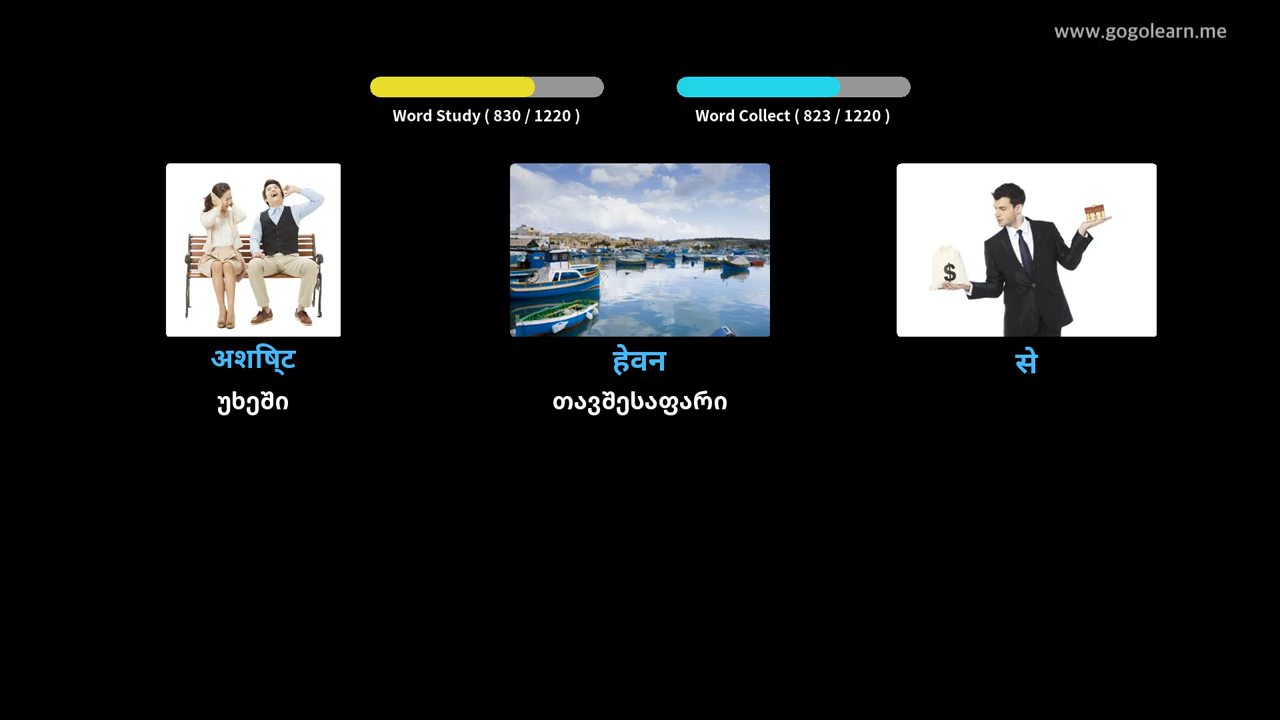 www.gogolearn.me
Word Study ( 830 / 1220 )
Word Collect ( 823 / 1220 )
$
अशिष्ट
हेवन
से
უხეში
თავშესაფარი